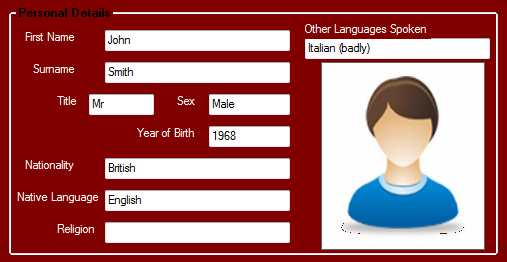 Personal Details
First Name John
Surname Smith
Title Mr Sex Male
Year of Birth 1968
Nationality British
Native Language English
Religion
Other Languages Spoken
Italian (badly)